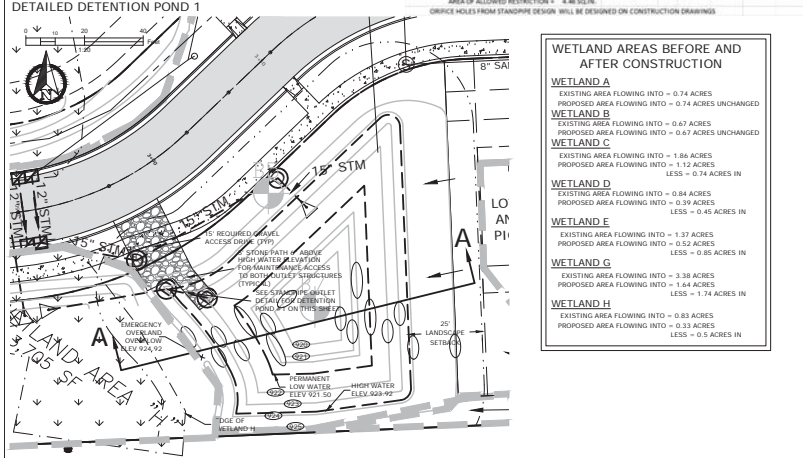 DETAILED DETENTION POND 1
AREA OF ALLOWED RESTRICTION = 4.46 SQ.IN.
ORIFICE HOLES FROM STANDPIPE DESIGN WILL BE DESIGNED ON CONSTRUCTION DRAWINGS
0 10 20 40
Feet
1:20
N
8" SAN
15" STM
15" STM
12" STM
12" STM
15" STM
15' REQUIRED GRAVEL
ACCESS DRIVE (TYP)
STONE PATH 6" ABOVE
HIGH WATER ELEVATION
FOR MAINTENANCE ACCESS
TO BOTH OUTLET STRUCTURES
(TYPICAL)
SEE STANDPIPE OUTLET
DETAIL FOR DETENTION
POND #1 ON THIS SHEET
A
A
EMERGENCY
OVERLAND
OVERFLOW
ELEV 924.92
25'
LANDSCAPE
SETBACK
920
921
PERMANENT
LOW WATER
ELEV 921.50
HIGH WATER
ELEV 923.92
922
923
924
925
WETLAND H
AREA
SF
WETLAND AREAS BEFORE AND
AFTER CONSTRUCTION
WETLAND A
EXISTING AREA FLOWING INTO = 0.74 ACRES
PROPOSED AREA FLOWING INTO = 0.74 ACRES UNCHANGED
WETLAND B
EXISTING AREA FLOWING INTO = 0.67 ACRES
PROPOSED AREA FLOWING INTO = 0.67 ACRES UNCHANGED
WETLAND C
EXISTING AREA FLOWING INTO = 1.86 ACRES
PROPOSED AREA FLOWING INTO = 1.12 ACRES
LESS = 0.74 ACRES IN
WETLAND D
EXISTING AREA FLOWING INTO = 0.84 ACRES
PROPOSED AREA FLOWING INTO = 0.39 ACRES
LESS = 0.45 ACRES IN
WETLAND E
EXISTING AREA FLOWING INTO = 1.37 ACRES
PROPOSED AREA FLOWING INTO = 0.52 ACRES
LESS = 0.85 ACRES IN
WETLAND G
EXISTING AREA FLOWING INTO = 3.38 ACRES
PROPOSED AREA FLOWING INTO = 1.64 ACRES
LESS = 1.74 ACRES IN
WETLAND H
EXISTING AREA FLOWING INTO = 0.83 ACRES
PROPOSED AREA FLOWING INTO = 0.33 ACRES
LESS = 0.5 ACRES IN